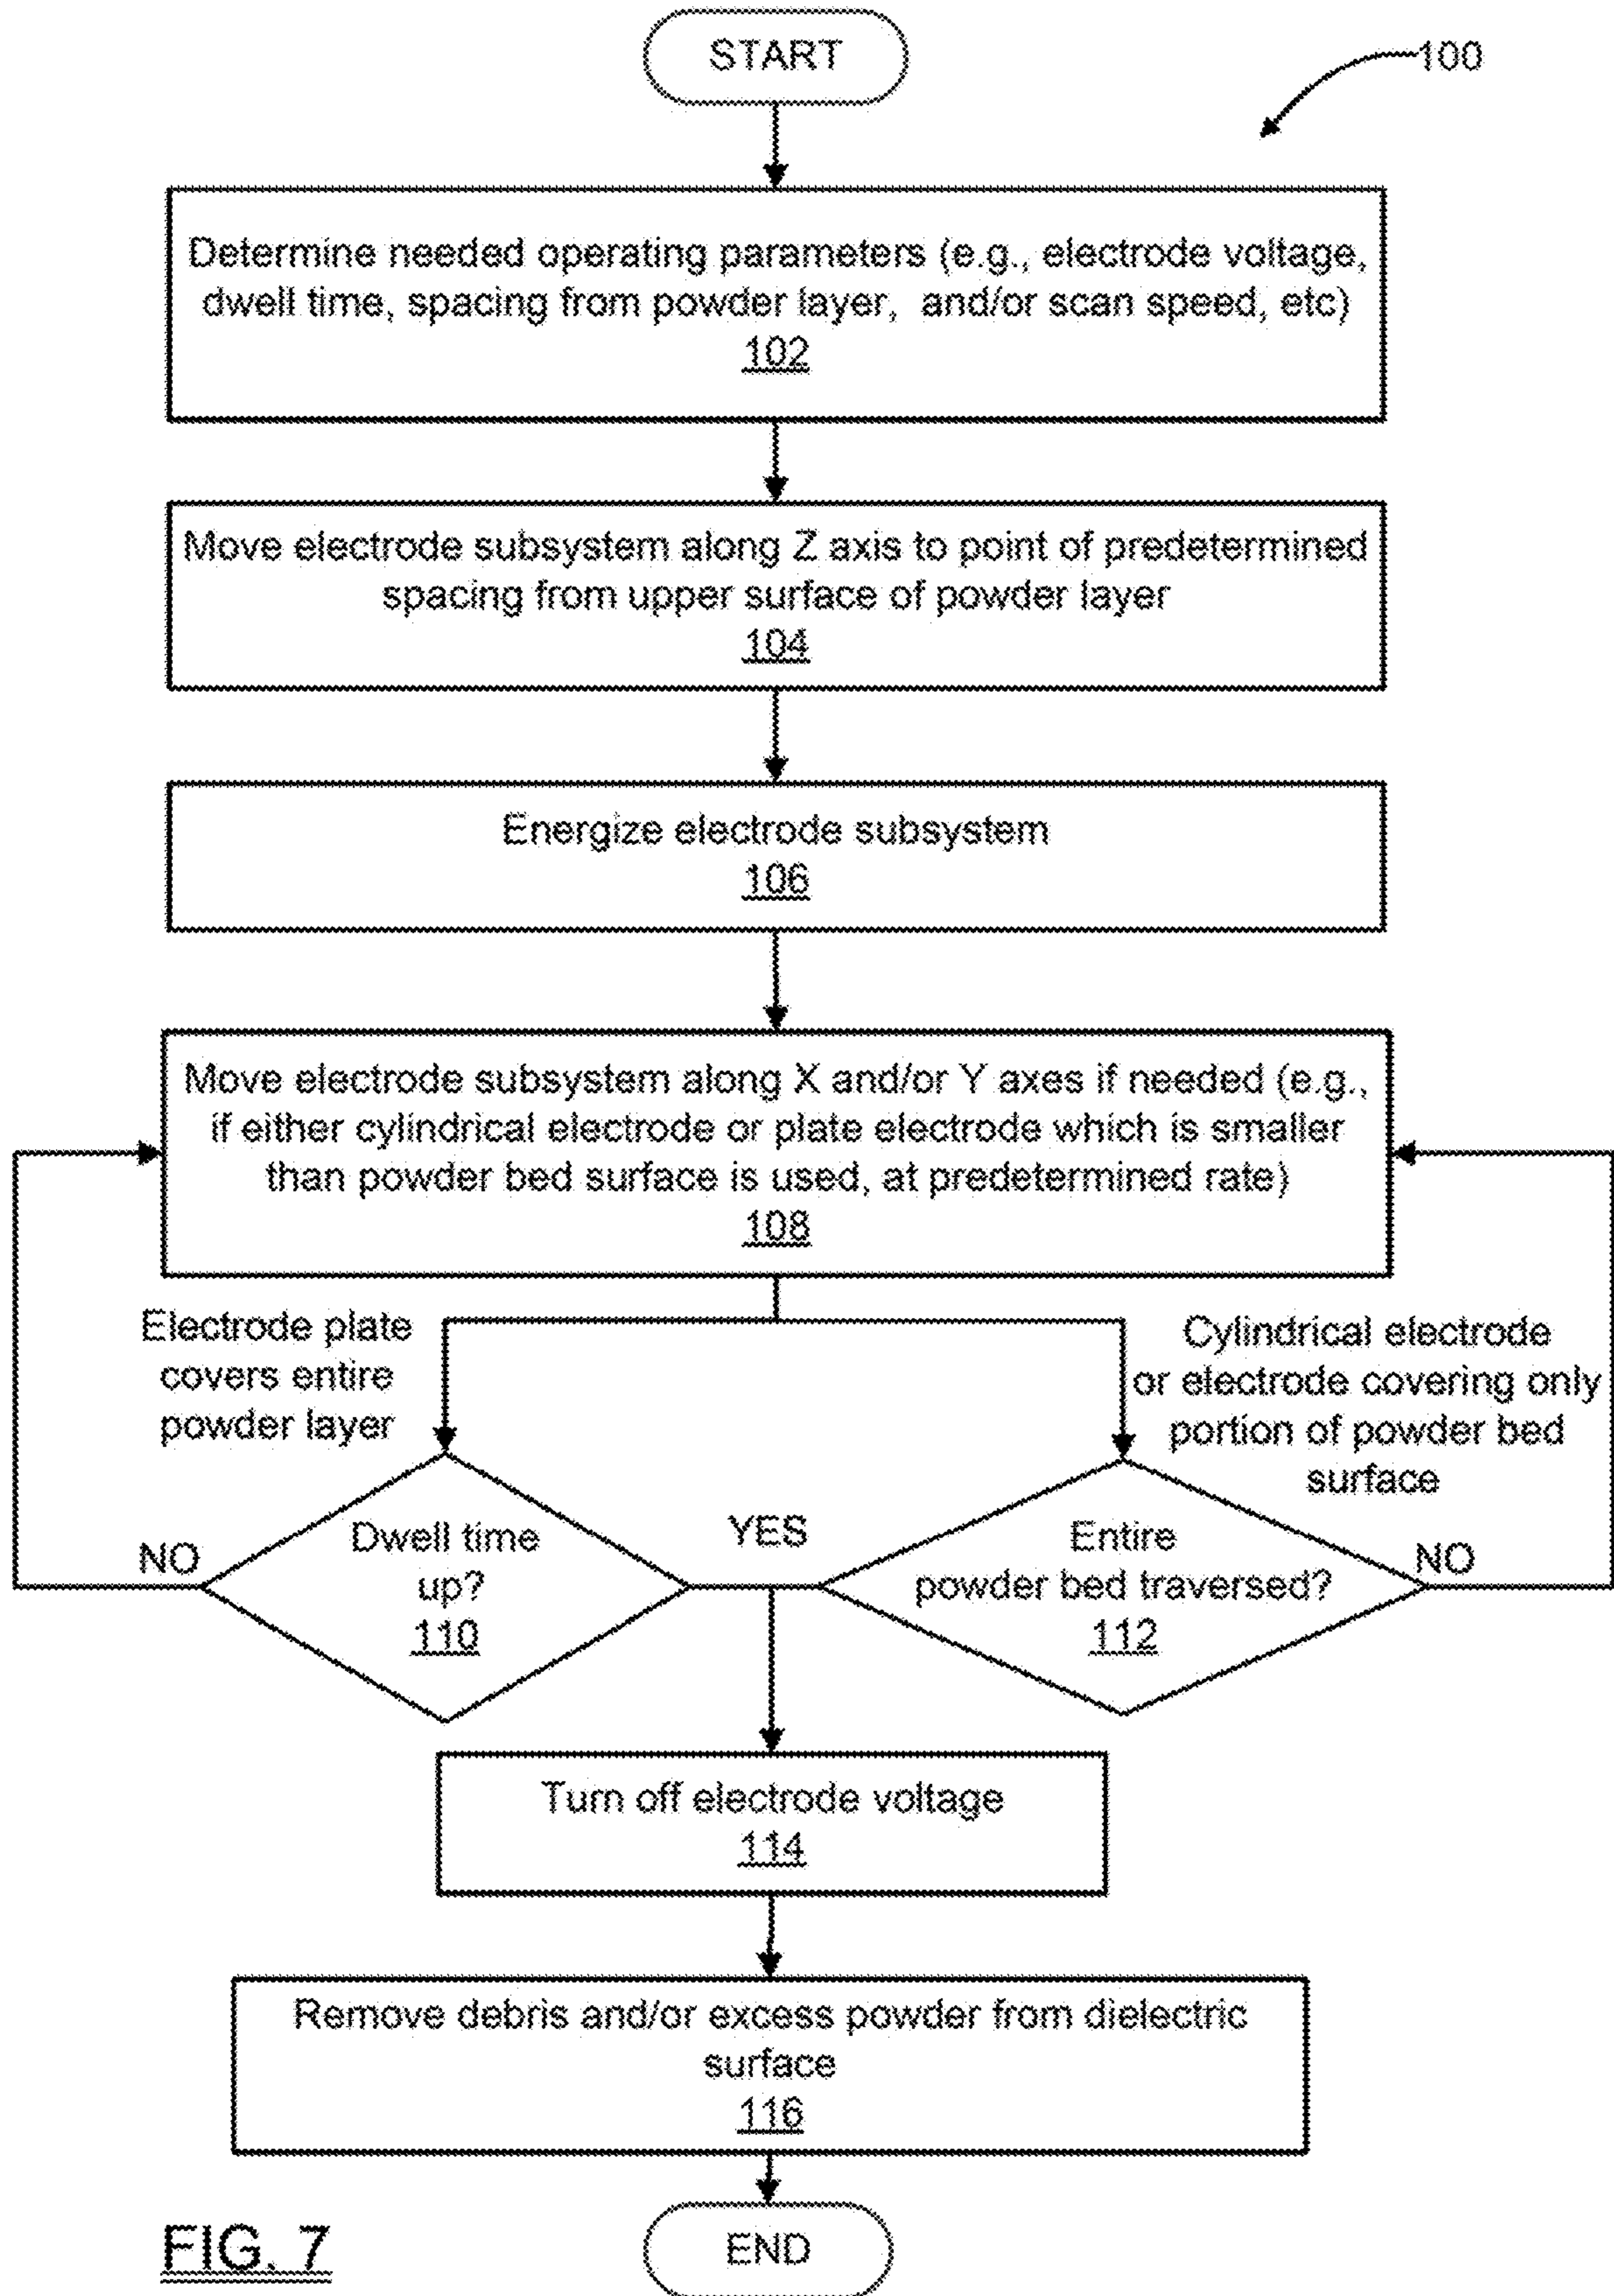 START
100
Determine needed operating parameters (e.g., electrode voltage,
dwell time, spacing from powder layer, and/or scan speed, etc)
102
Move electrode subsystem along Z axis to point of predetermined
spacing from upper surface of powder layer
104
Energize electrode subsystem
106
Move electrode subsystem along X and/or Y axes if needed (e.g.,
if either cylindrical electrode or plate electrode which is smaller
than powder bed surface is used, at predetermined rate)
108
Electrode plate
covers entire
powder layer
Cylindrical electrode
or electrode covering only
portion of powder bed
surface
NO
Dwell time
up?
110
YES
Entire
powder bed traversed?
112
NO
Turn off electrode voltage
114
Remove debris and/or excess powder from dielectric
surface
116
END
FIG. 7